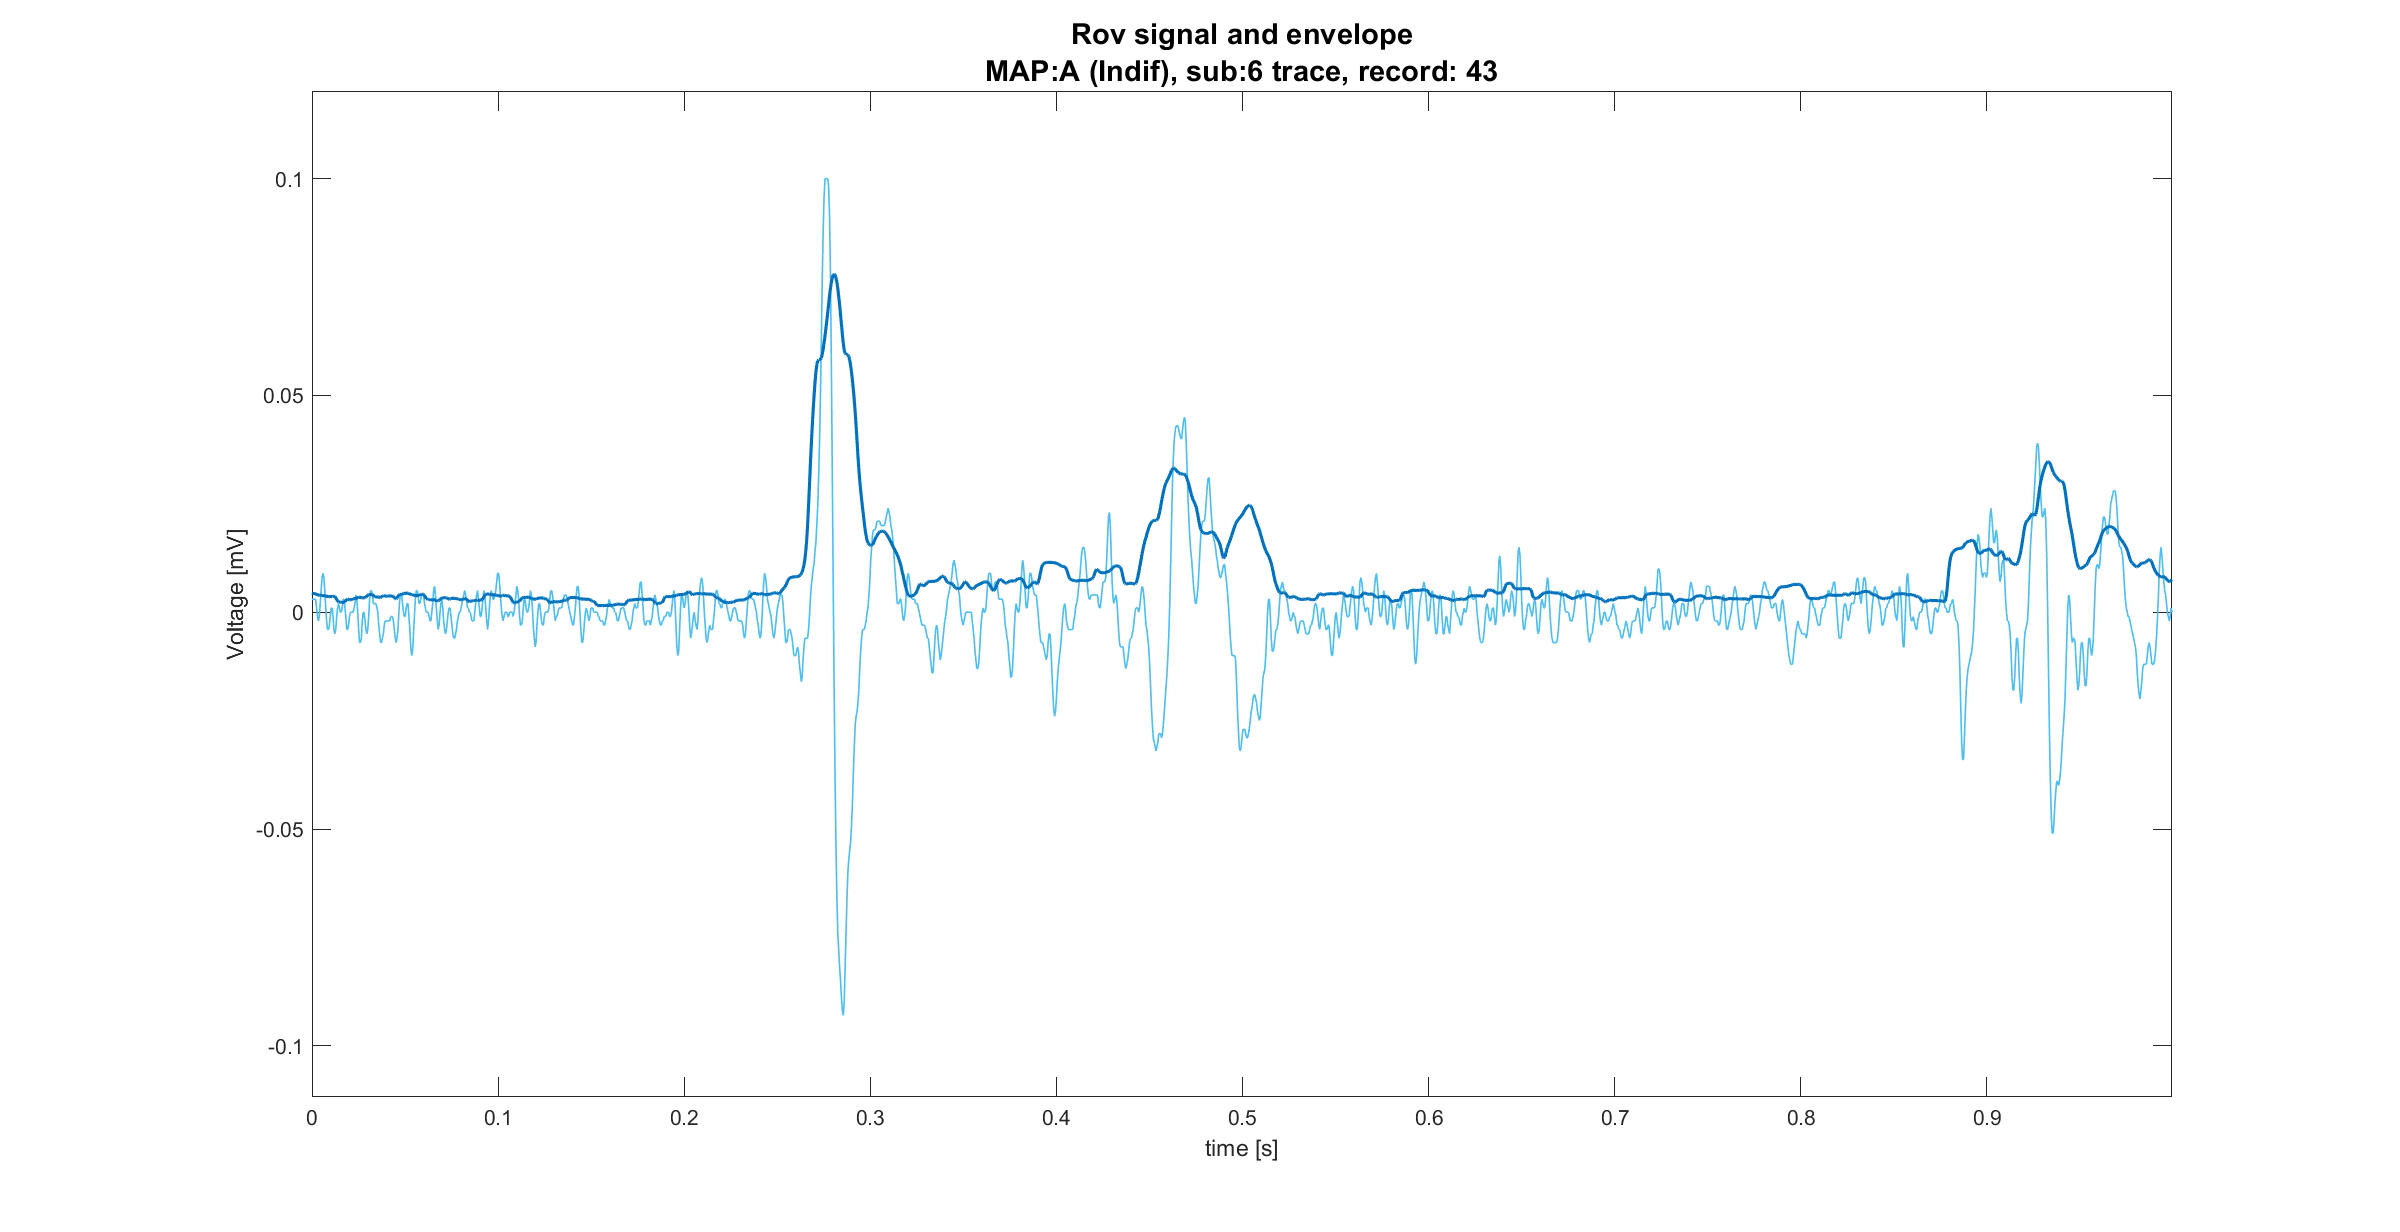 Rov signal and envelope
MAP:A (Indif), sub:6 trace, record: 43
Voltage [mV]
0.1
0.05
0
-0.05
-0.1
0 0.1 0.2 0.3 0.4 0.5 0.6 0.7 0.8 0.9
time [s]